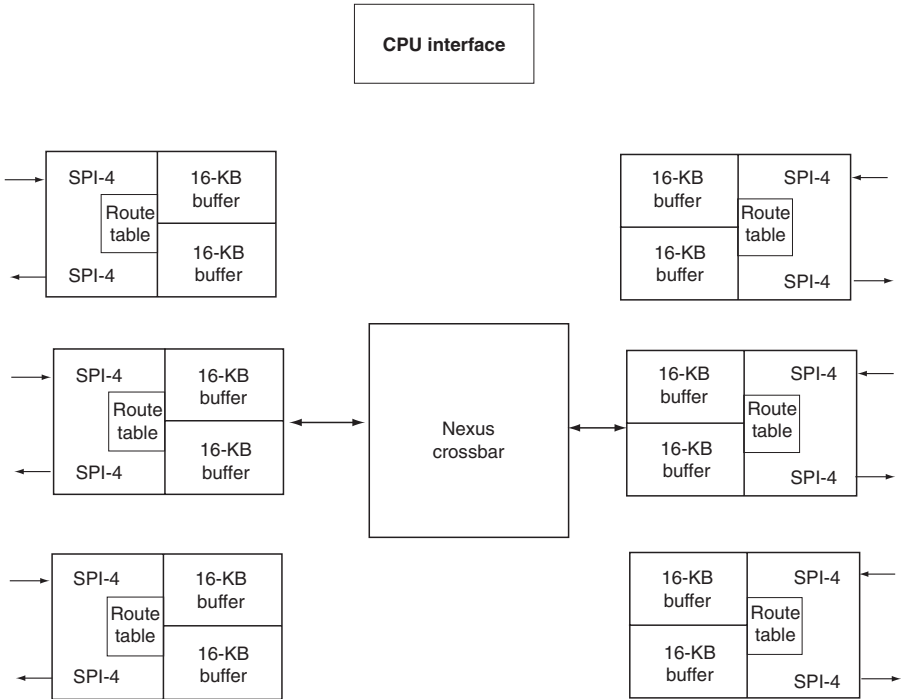 CPU interface
SPI-4
Route
table
SPI-4
16-KB
buffer
16-KB
buffer
16-KB
buffer
16-KB
buffer
SPI-4
Route
table
SPI-4
SPI-4
Route
table
SPI-4
16-KB
buffer
16-KB
buffer
Nexus
crossbar
16-KB
buffer
16-KB
buffer
SPI-4
Route
table
SPI-4
SPI-4
Route
table
SPI-4
16-KB
buffer
16-KB
buffer
16-KB
buffer
16-KB
buffer
SPI-4
Route
table
SPI-4